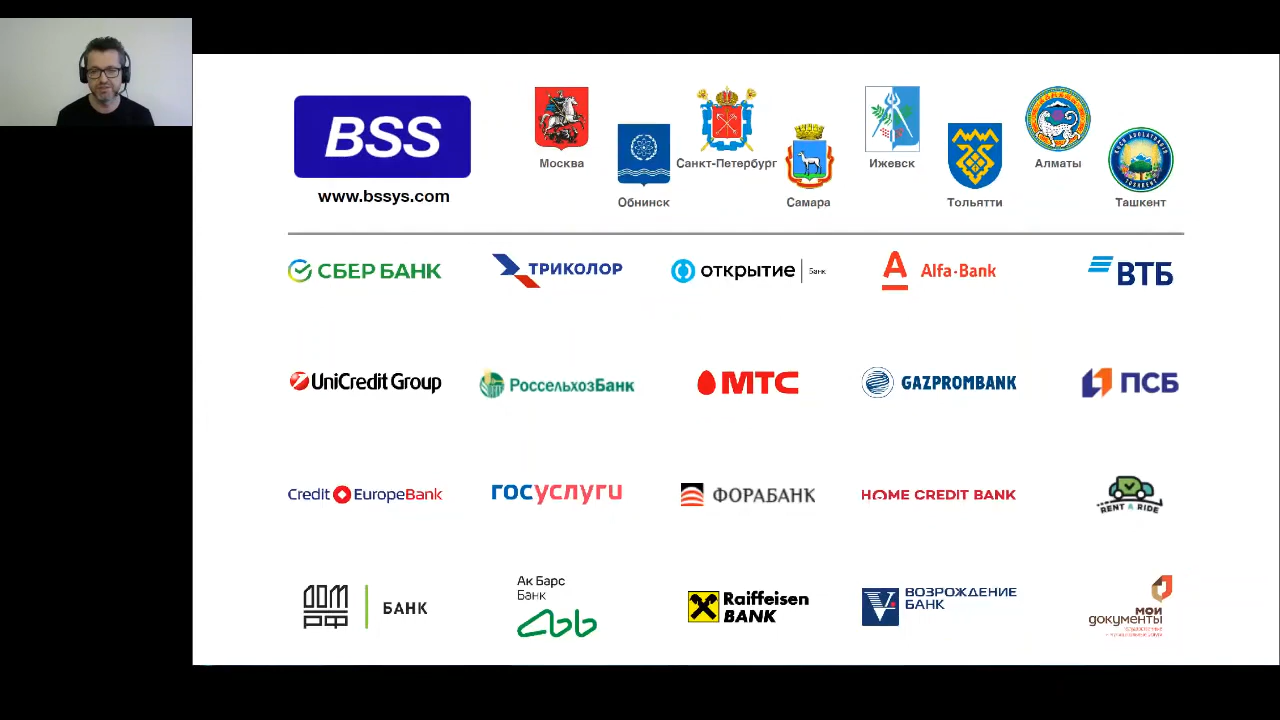 BSS
www.bssys.com
Москва
Обнинск
Санкт-Петербург
Самара
Ижевск
Тольятти
Алматы
Ташкент
СБЕР БАНК
ТРИКОЛОР
ОТКРЫТИЕ Банк
Alfa·Bank
ВТБ
UniCredit Group
РоссельхозБанк
МТС
GAZPROMBANK
ПСБ
Credit EuropeBank
госуслуги
ФОРАБАНК
HOME CREDIT BANK
RENT A RIDE
ДОМ
РФ
БАНК
Ак Барс
Банк
Raiffeisen
BANK
ВОЗРОЖДЕНИЕ
БАНК
МОИ
ДОКУМЕНТЫ